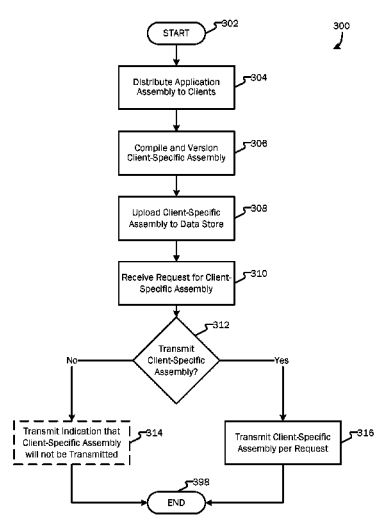 302
START
300
Distribute Application
Assembly to Clients
304
Compile and Version
Client-Specific Assembly
306
Upload Client-Specific
Assembly to Data Store
308
Receive Request for Client-
Specific Assembly
310
312
Transmit
Client-Specific
Assembly?
No
Yes
Transmit Indication that
Client-Specific Assembly
will not be Transmitted
314
Transmit Client-Specific
Assembly per Request
316
398
END